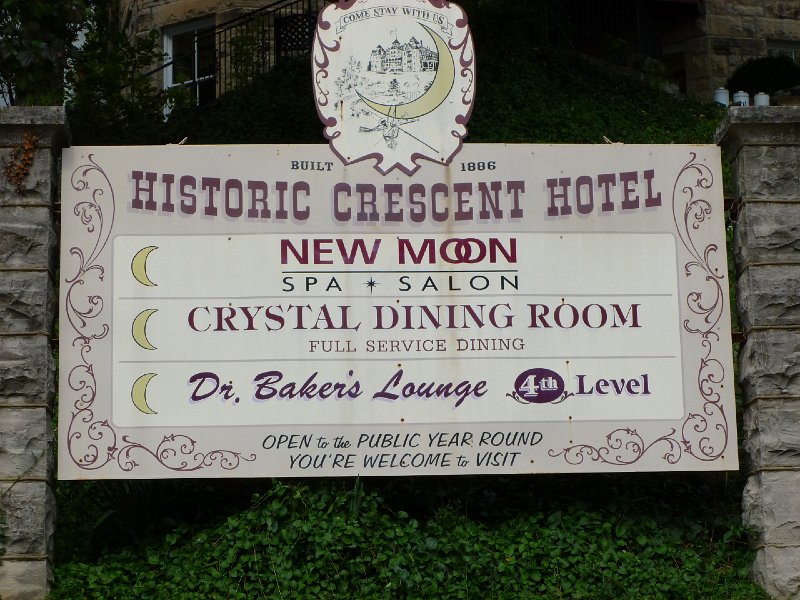 COME STAY WITH US
BUILT 1886
HISTORIC CRESCENT HOTEL
NEW MOON
SPA ✶ SALON
CRYSTAL DINING ROOM
FULL SERVICE DINING
Dr. Baker's Lounge 4th Level
OPEN to the PUBLIC YEAR ROUND
YOU'RE WELCOME to VISIT